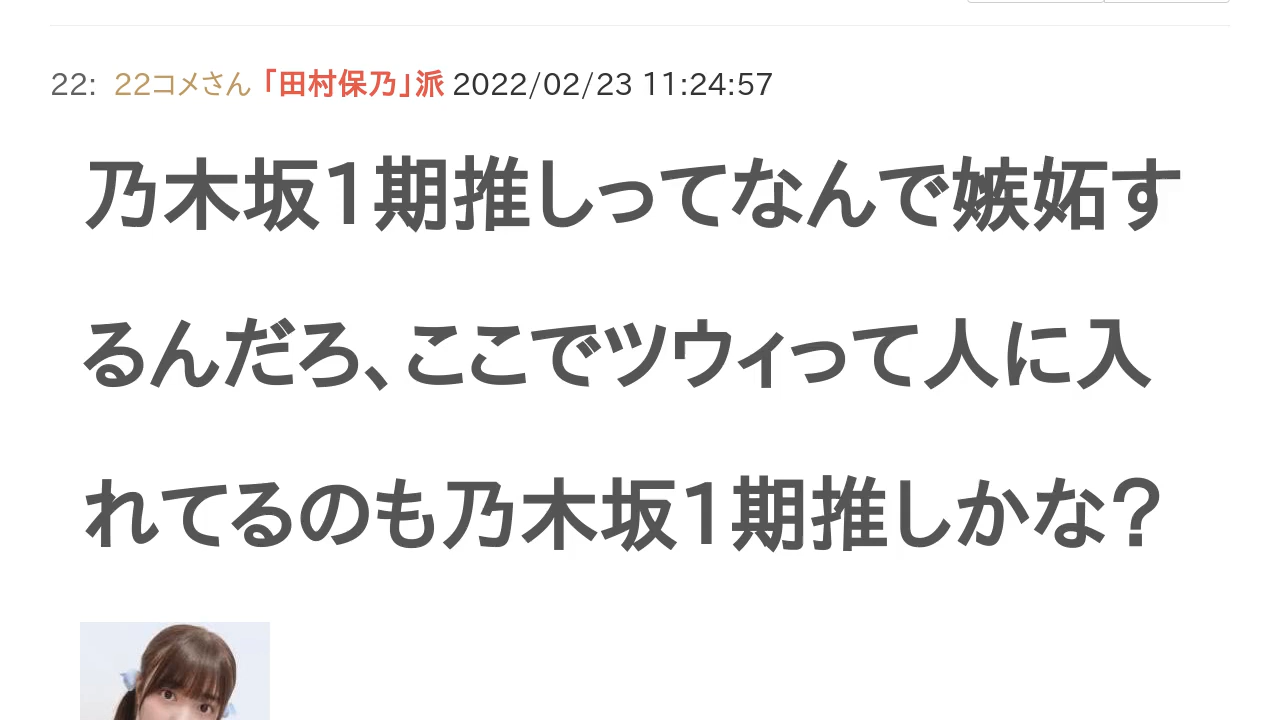 22: 22コメさん 「田村保乃」派 2022/02/23 11:24:57
乃木坂1期推しってなんで嫉妬す
るんだろ、ここでツウィって人に入
れてるのも乃木坂1期推しかな?